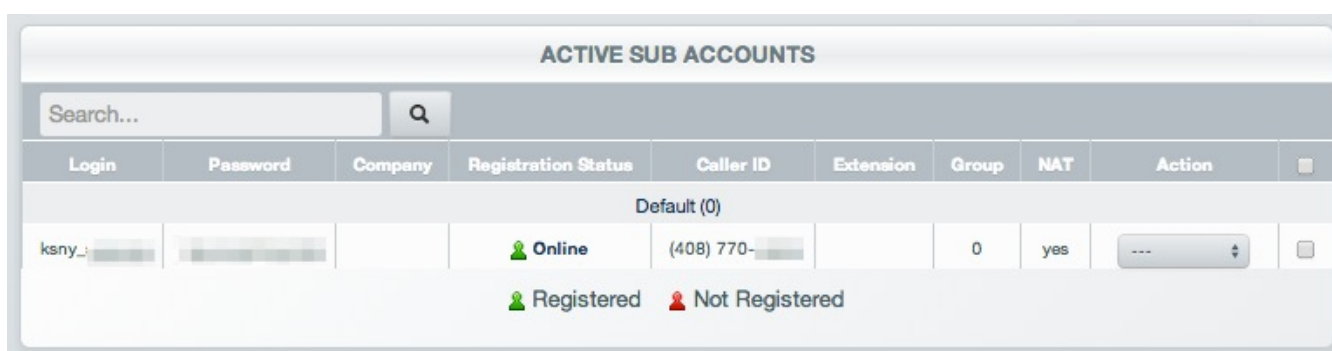 ACTIVE SUB ACCOUNTS
Search...
Login Password Company Registration Status Caller ID Extension Group NAT Action
Default (0)
ksny_ Online (408) 770- 0 yes ---
Registered Not Registered